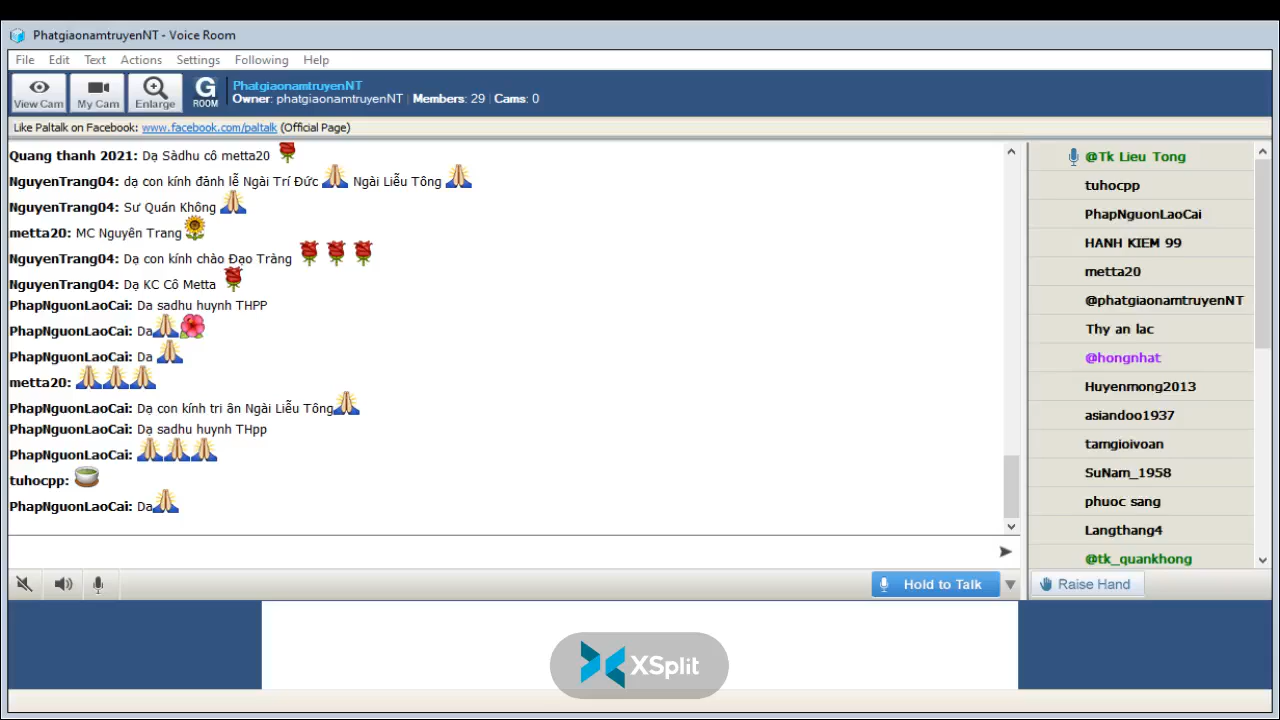 PhatgiaonamtruyenNT - Voice Room
File Edit Text Actions Settings Following Help
View Cam My Cam Enlarge G ROOM
PhatgiaonamtruyenNT
Owner: phatgiaonamtruyenNT | Members: 29 | Cams: 0
Like Paltalk on Facebook: www.facebook.com/paltalk (Official Page)
Quang thanh 2021: Dạ Sàdhu cô metta20
NguyenTrang04: dạ con kính đảnh lễ Ngài Trí Đức Ngài Liễu Tông
NguyenTrang04: Sư Quán Không
metta20: MC Nguyên Trang
NguyenTrang04: Dạ con kính chào Đạo Tràng
NguyenTrang04: Dạ KC Cô Metta
PhapNguonLaoCai: Da sadhu huynh THPP
PhapNguonLaoCai: Da
PhapNguonLaoCai: Da
metta20:
PhapNguonLaoCai: Dạ con kính tri ân Ngài Liễu Tông
PhapNguonLaoCai: Dạ sadhu huynh THpp
PhapNguonLaoCai:
tuhocpp:
PhapNguonLaoCai: Da
@Tk Lieu Tong
tuhocpp
PhapNguonLaoCai
HANH KIEM 99
metta20
@phatgiaonamtruyenNT
Thy an lac
@hongnhat
Huyenmong2013
asiandoo1937
tamgioivoan
SuNam_1958
phuoc sang
Langthang4
@tk_quankhong
Hold to Talk
Raise Hand
XSplit